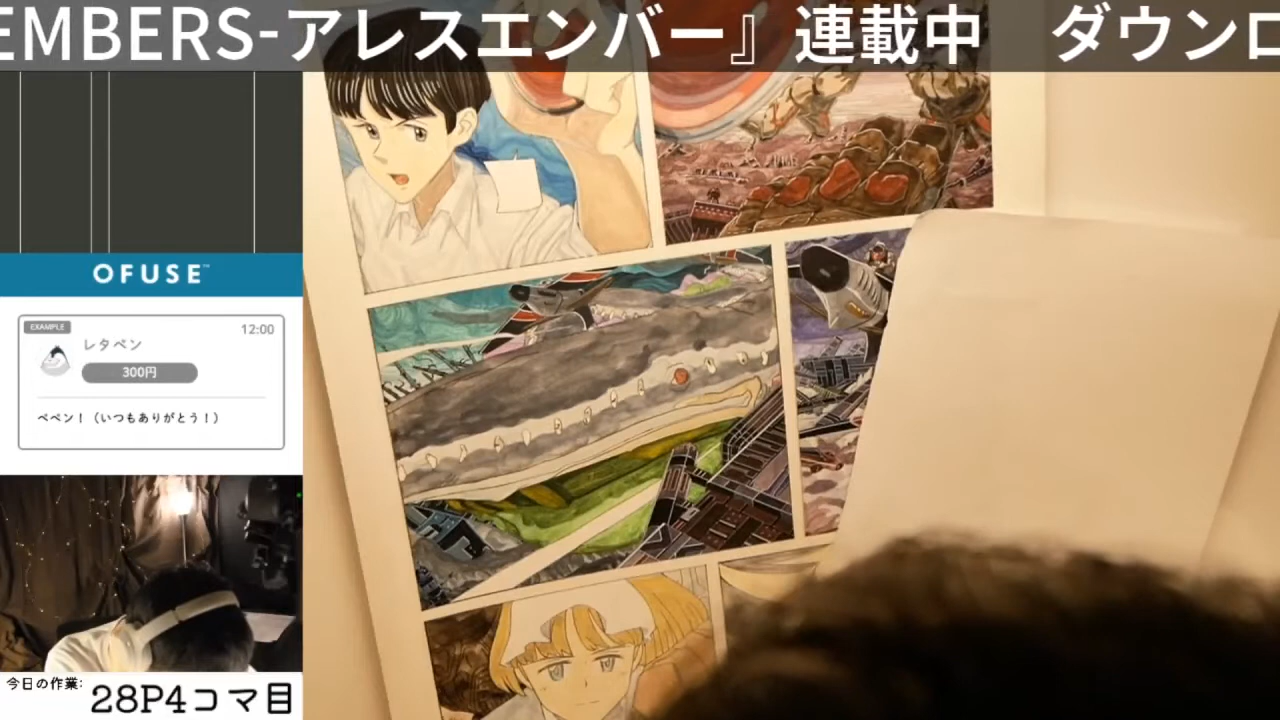 EMBERS-アレスエンバー』連載中　ダウンロ
OFUSE™
EXAMPLE
12:00
レタペン
300円
ペペン！（いつもありがとう！）
今日の作業:
28P4コマ目